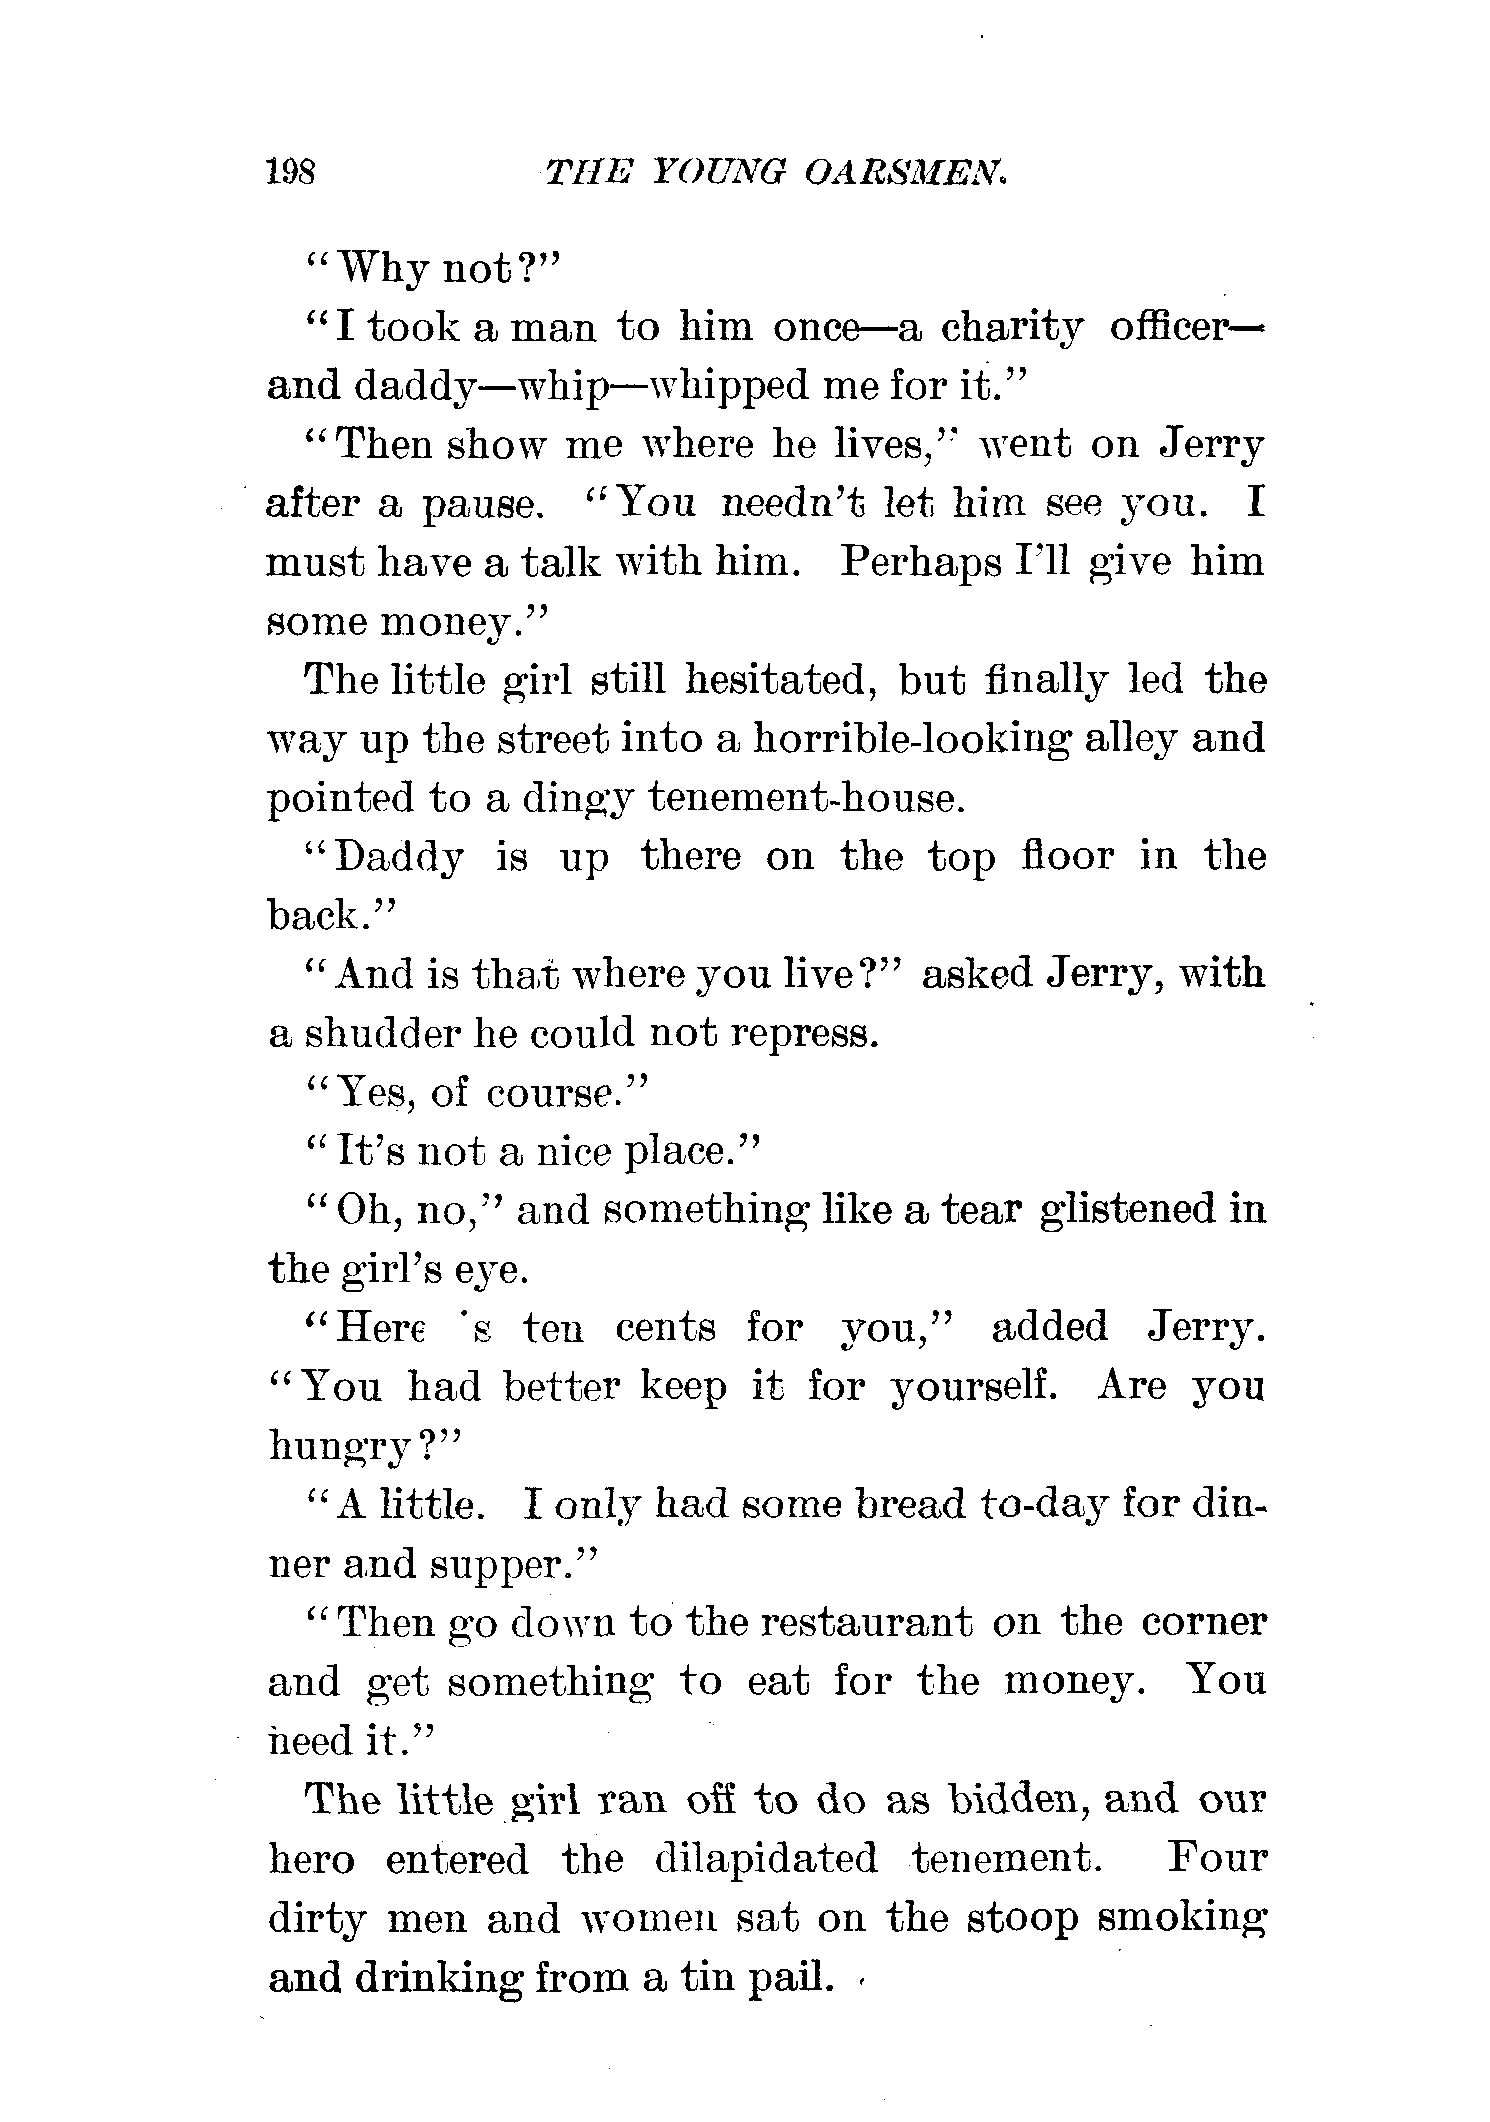 198 THE YOUNG OARSMEN.
"Why not?"
"I took a man to him once—a charity officer—
and daddy—whip—whipped me for it."
"Then show me where he lives," went on Jerry
after a pause. "You needn't let him see you. I
must have a talk with him. Perhaps I'll give him
some money."
The little girl still hesitated, but finally led the
way up the street into a horrible-looking alley and
pointed to a dingy tenement-house.
"Daddy is up there on the top floor in the
back."
"And is that where you live?" asked Jerry, with
a shudder he could not repress.
"Yes, of course."
"It's not a nice place."
"Oh, no," and something like a tear glistened in
the girl's eye.
"Here 's ten cents for you," added Jerry.
"You had better keep it for yourself. Are you
hungry?"
"A little. I only had some bread to-day for din-
ner and supper."
"Then go down to the restaurant on the corner
and get something to eat for the money. You
need it."
The little girl ran off to do as bidden, and our
hero entered the dilapidated tenement. Four
dirty men and women sat on the stoop smoking
and drinking from a tin pail.